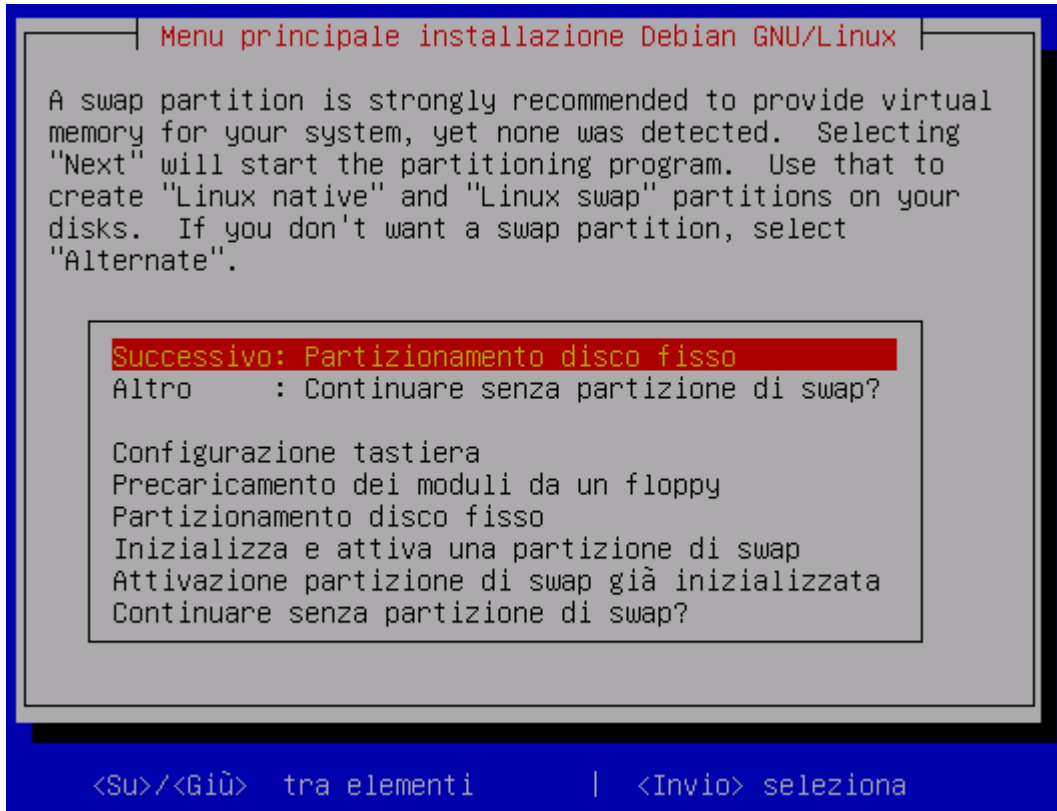 Menu principale installazione Debian GNU/Linux
A swap partition is strongly recommended to provide virtual
memory for your system, yet none was detected.  Selecting
"Next" will start the partitioning program.  Use that to
create "Linux native" and "Linux swap" partitions on your
disks.  If you don't want a swap partition, select
"Alternate".
Successivo: Partizionamento disco fisso
Altro     : Continuare senza partizione di swap?
Configurazione tastiera
Precaricamento dei moduli da un floppy
Partizionamento disco fisso
Inizializza e attiva una partizione di swap
Attivazione partizione di swap già inizializzata
Continuare senza partizione di swap?
<Su>/<Giù>  tra elementi       |  <Invio> seleziona